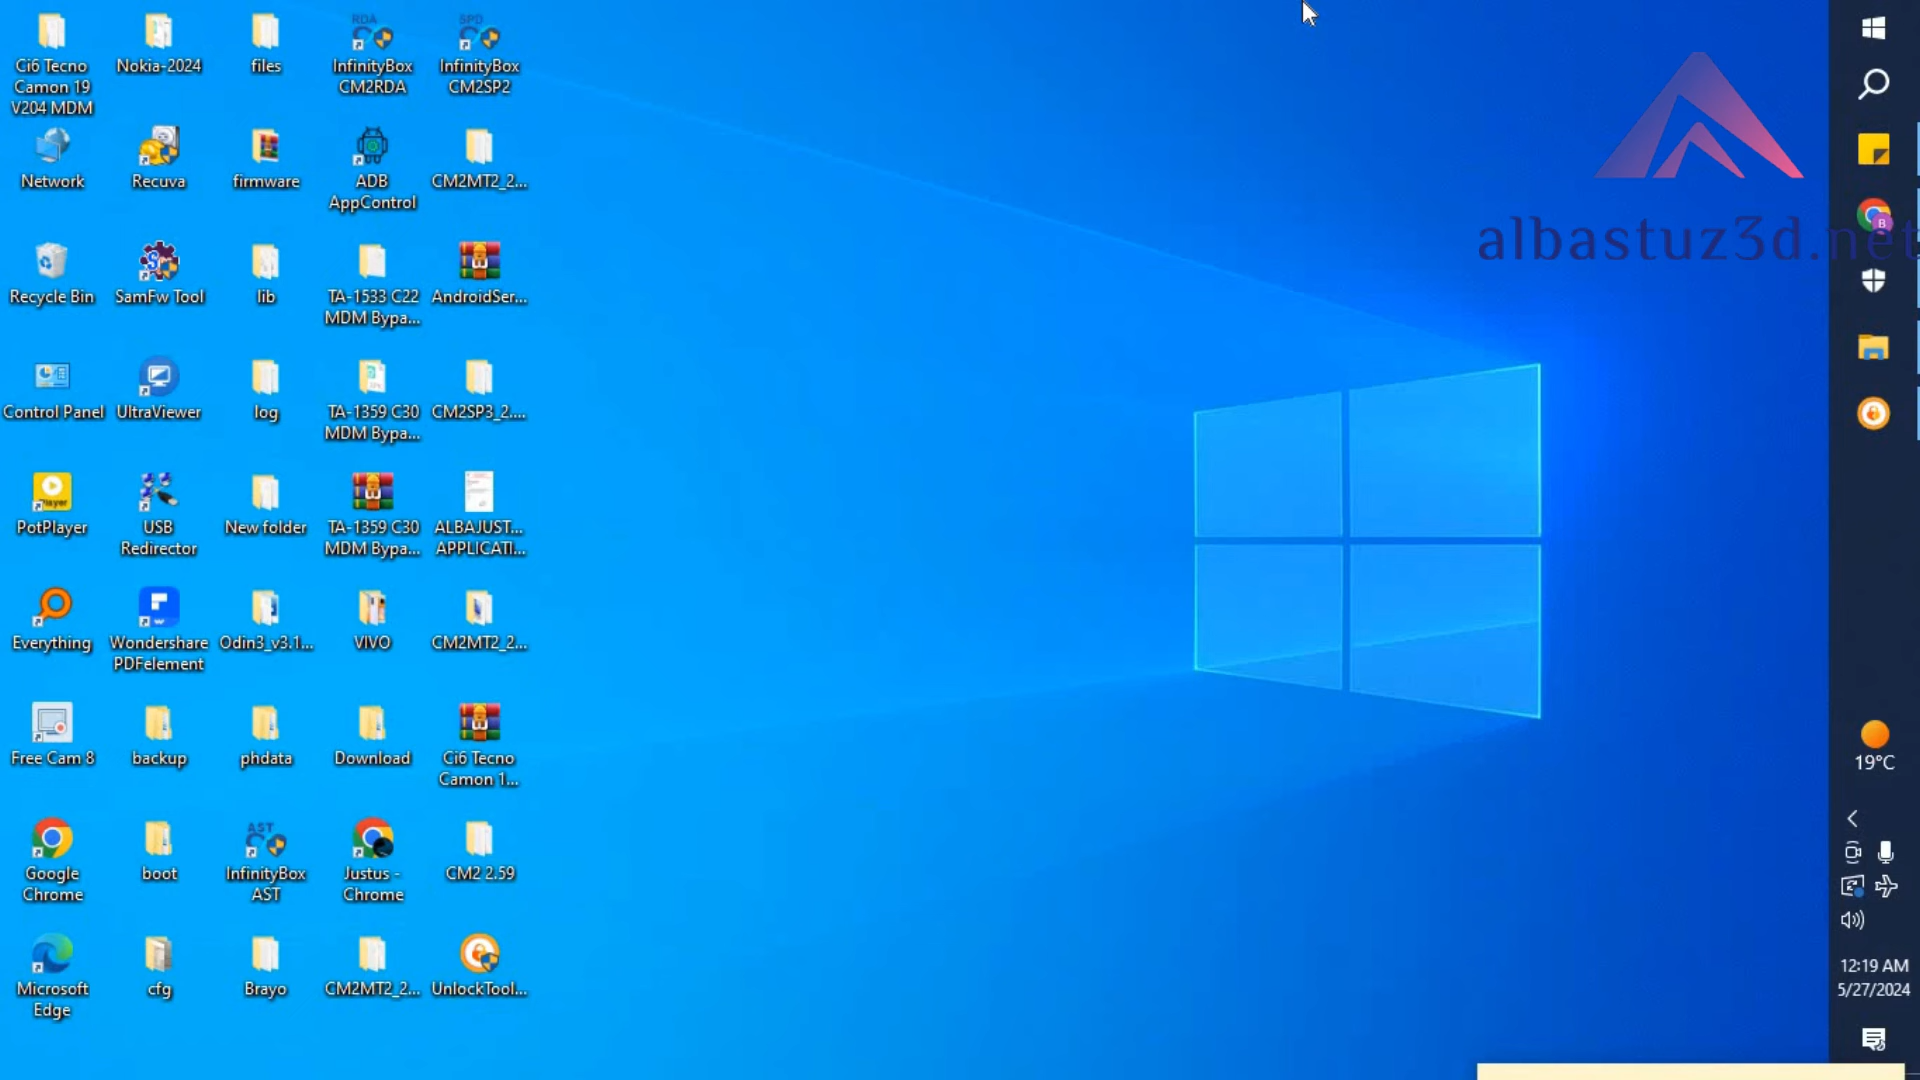 Ci6 Tecno
Camon 19
V204 MDM
Nokia-2024
files
RDA
InfinityBox
CM2RDA
SPD
InfinityBox
CM2SP2
Network
Recuva
firmware
ADB
AppControl
CM2MT2_2...
Recycle Bin
SamFw Tool
lib
TA-1533 C22
MDM Bypa...
AndroidSer...
Control Panel
UltraViewer
log
TA-1359 C30
MDM Bypa...
CM2SP3_2....
PotPlayer
USB
Redirector
New folder
TA-1359 C30
MDM Bypa...
ALBAJUST...
APPLICATI...
Everything
Wondershare
PDFelement
Odin3_v3.1...
VIVO
CM2MT2_2...
Free Cam 8
backup
phdata
Download
Ci6 Tecno
Camon 1...
Google
Chrome
boot
AST
InfinityBox
AST
Justus -
Chrome
CM2 2.59
Microsoft
Edge
cfg
Brayo
CM2MT2_2...
UnlockTool...
albastuz3d.net
B
19°C
12:19 AM
5/27/2024